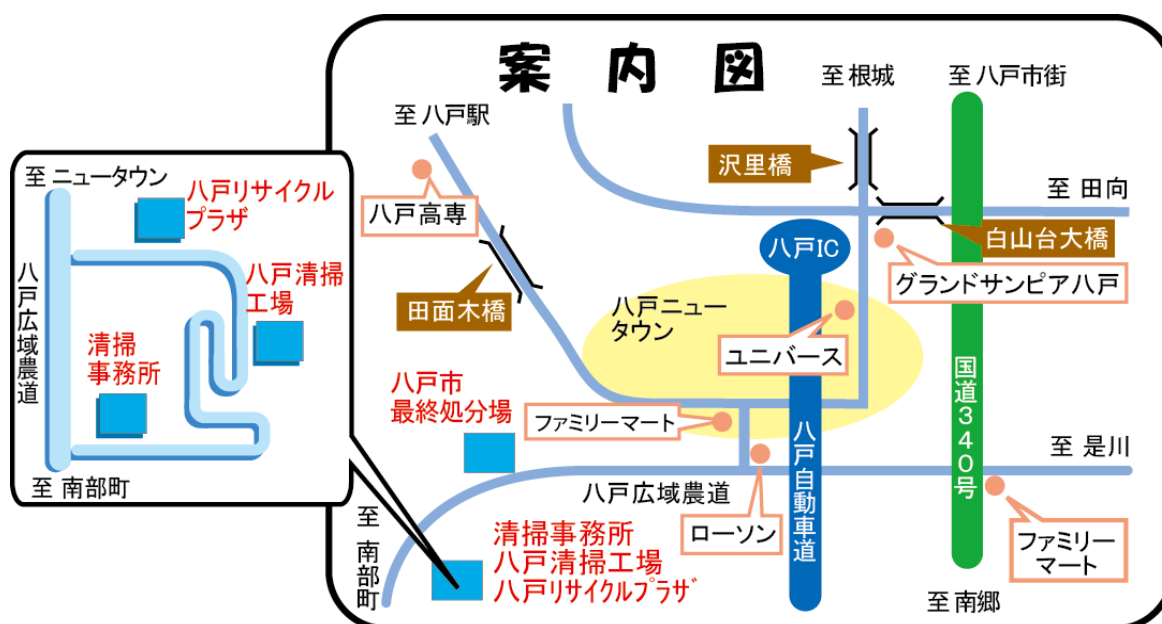 案内図
至 根城
至 八戸市街
至 八戸駅
沢里橋
至 田向
八戸高専
白山台大橋
八戸IC
グランドサンピア八戸
田面木橋
八戸ニュー
タウン
ユニバース
国道340号
八戸市
最終処分場
ファミリーマート
八戸自動車道
至 是川
八戸広域農道
ローソン
ファミリー
マート
至 南部町
清掃事務所
八戸清掃工場
八戸リサイクルプラザ
至 南郷
至 ニュータウン
八戸リサイクル
プラザ
八戸清掃
工場
八戸広域農道
清掃
事務所
至 南部町